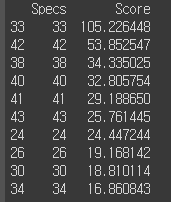 Specs Score
33 33 105.226448
42 42 53.852547
38 38 34.335025
40 40 32.805754
41 41 29.188650
43 43 25.761445
24 24 24.447244
26 26 19.168142
30 30 18.810114
34 34 16.860843